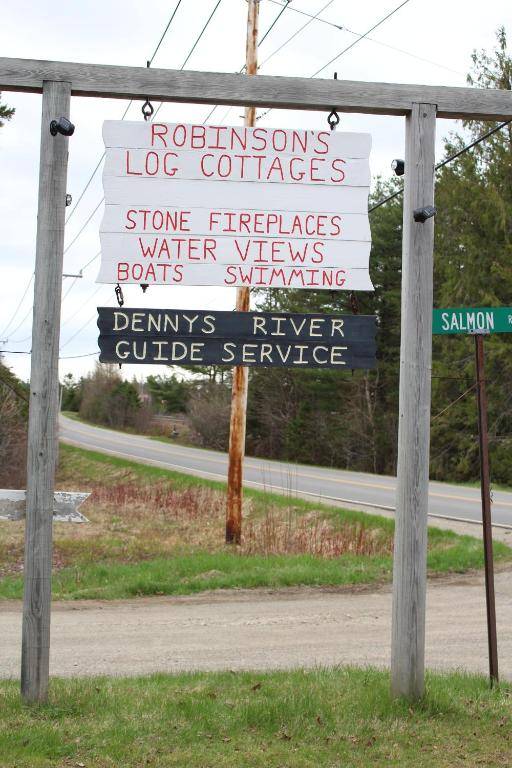 ROBINSON'S
LOG COTTAGES
STONE FIREPLACES
WATER VIEWS
BOATS SWIMMING
DENNYS RIVER
GUIDE SERVICE
SALMON R